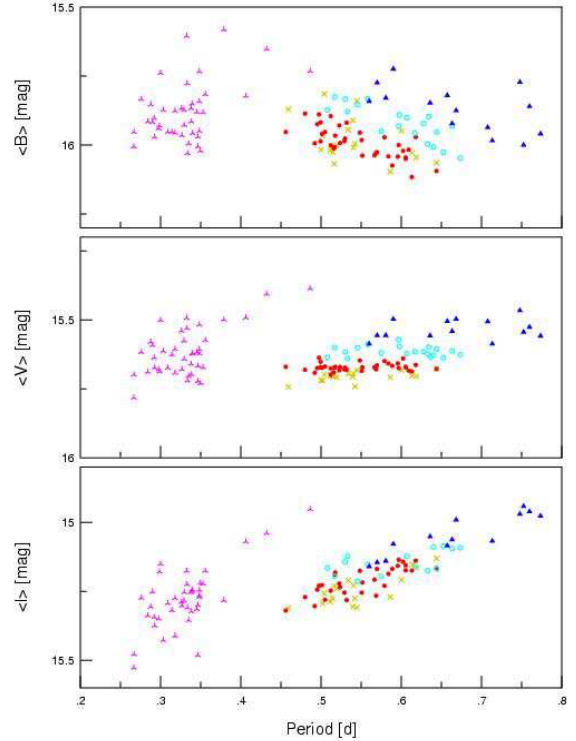 15.5
<B> [mag]
16
15.5
<V> [mag]
16
15
<I> [mag]
15.5
.2 .3 .4 .5 .6 .7 .8
Period [d]